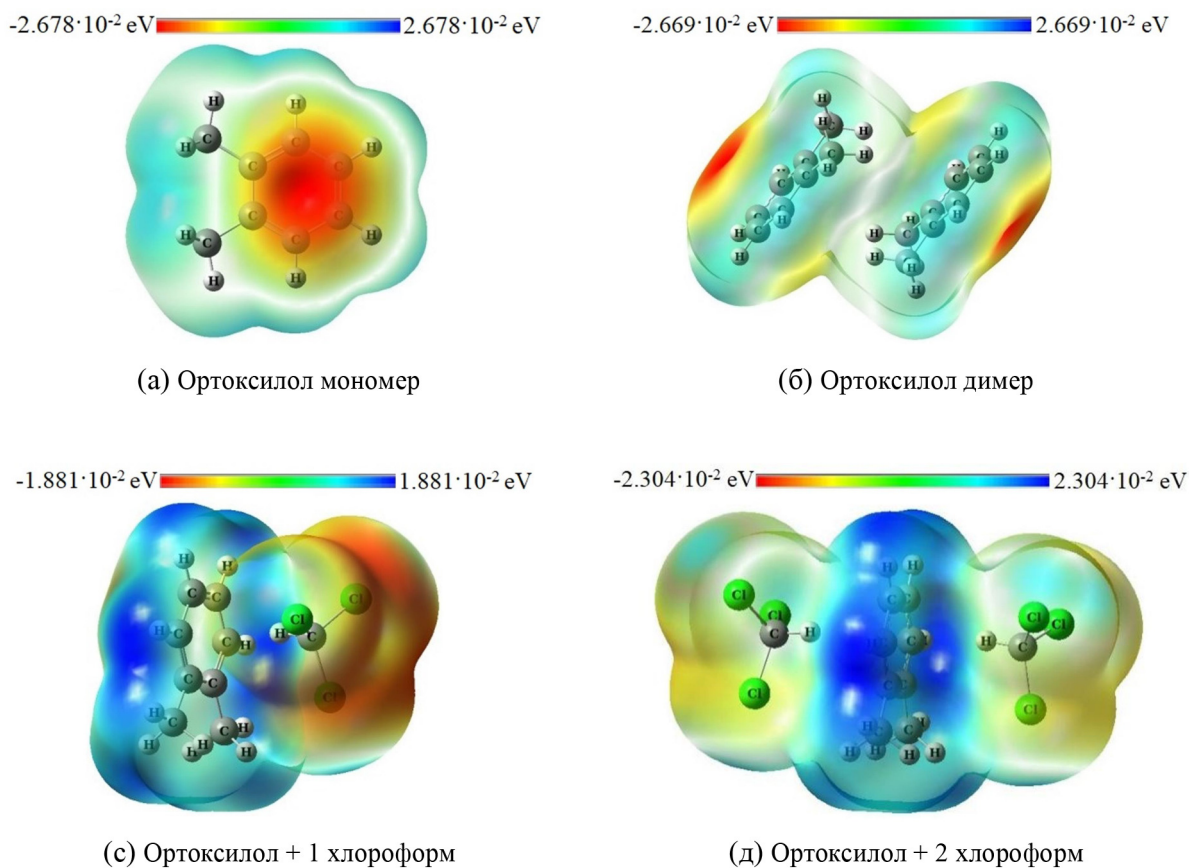 -2.678·10⁻² eV 2.678·10⁻² eV
(а) Ортоксилол мономер
-2.669·10⁻² eV 2.669·10⁻² eV
(б) Ортоксилол димер
-1.881·10⁻² eV 1.881·10⁻² eV
(с) Ортоксилол + 1 хлороформ
-2.304·10⁻² eV 2.304·10⁻² eV
(д) Ортоксилол + 2 хлороформ